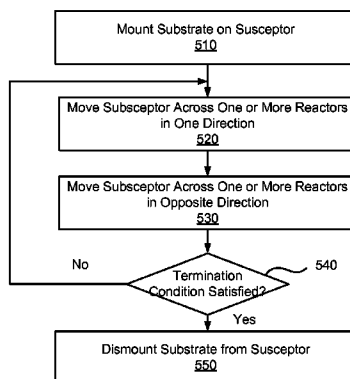 Mount Substrate on Susceptor
510
Move Subsceptor Across One or More Reactors
in One Direction
520
Move Susceptor Across One or More Reactors
in Opposite Direction
530
No
Termination
Condition Satisfied?
540
Yes
Dismount Substrate from Susceptor
550